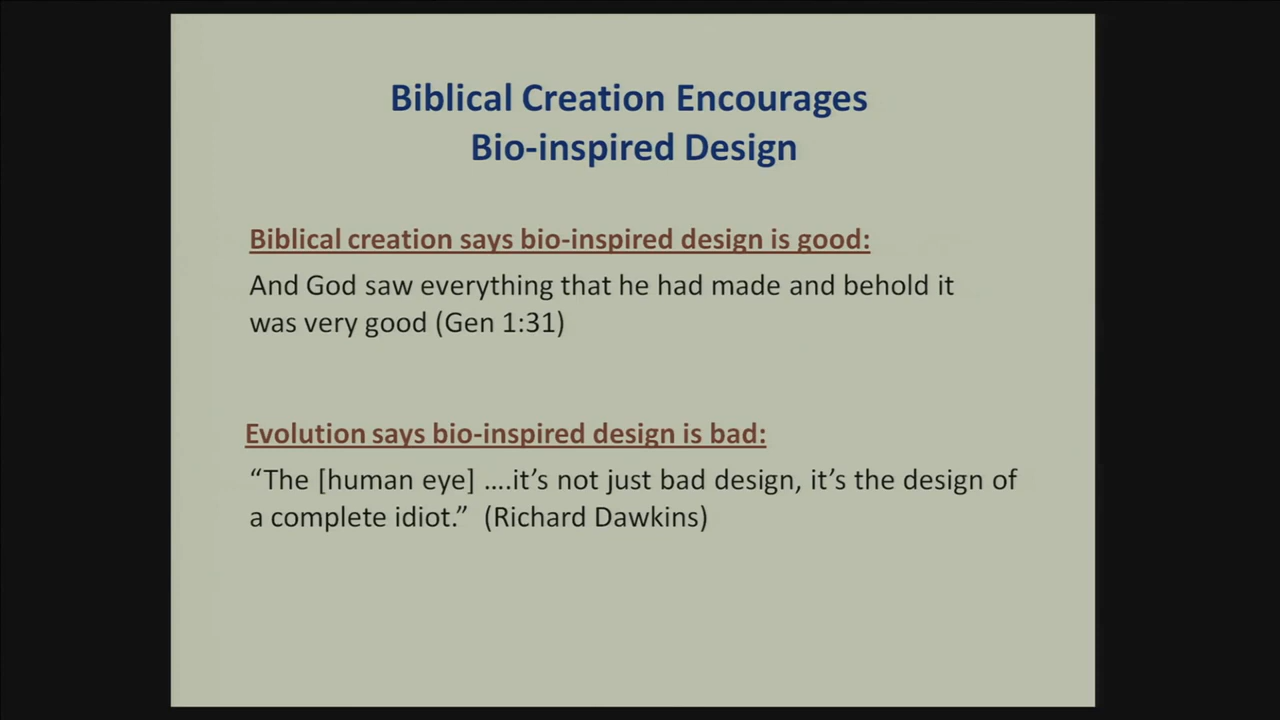 Biblical Creation Encourages
Bio-inspired Design
Biblical creation says bio-inspired design is good:
And God saw everything that he had made and behold it
was very good (Gen 1:31)
Evolution says bio-inspired design is bad:
“The [human eye] ….it’s not just bad design, it’s the design of
a complete idiot.”  (Richard Dawkins)